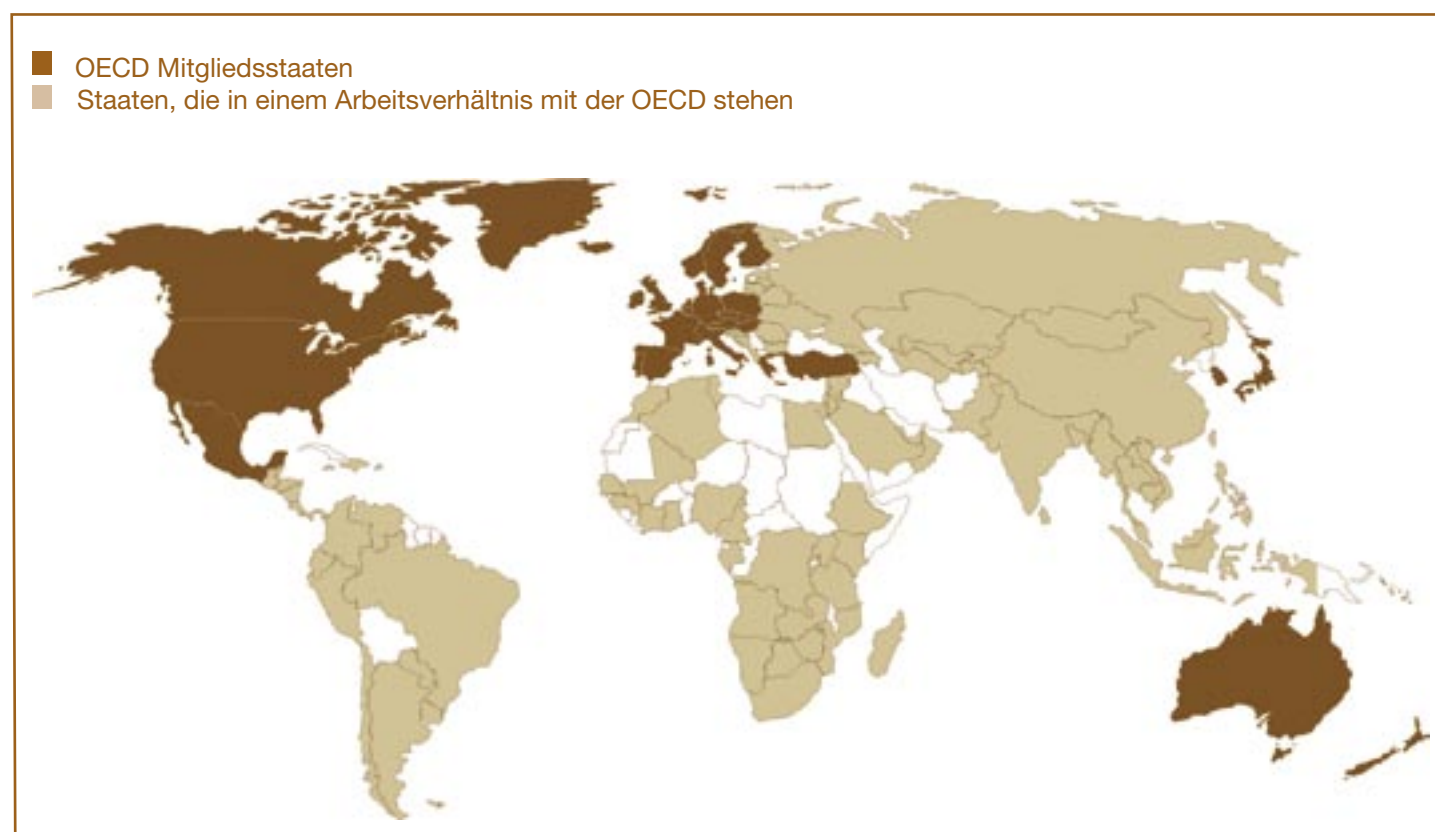 OECD Mitgliedsstaaten
Staaten, die in einem Arbeitsverhältnis mit der OECD stehen